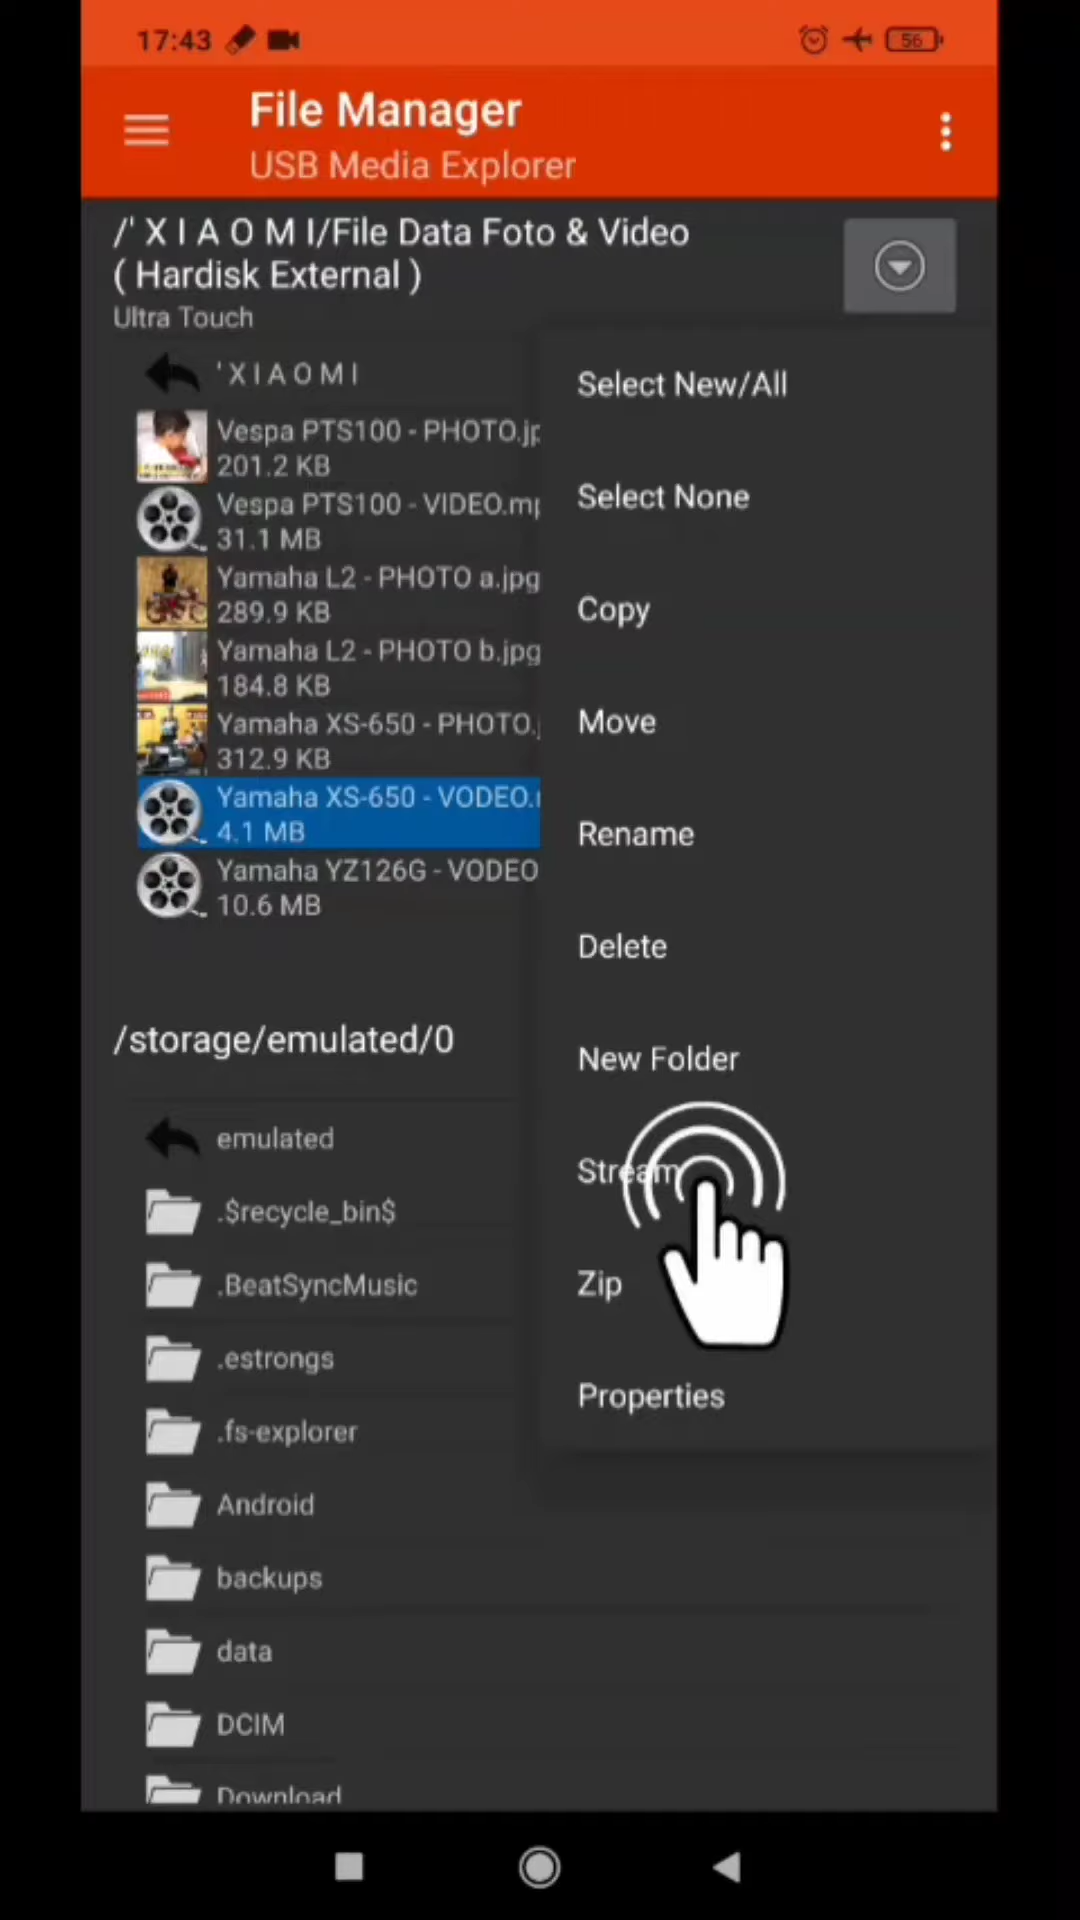 17:43
56
File Manager
USB Media Explorer
/' X I A O M I/File Data Foto & Video
( Hardisk External )
Ultra Touch
' X I A O M I
Vespa PTS100 - PHOTO.jp
201.2 KB
Vespa PTS100 - VIDEO.mp
31.1 MB
Yamaha L2 - PHOTO a.jpg
289.9 KB
Yamaha L2 - PHOTO b.jpg
184.8 KB
Yamaha XS-650 - PHOTO.j
312.9 KB
Yamaha XS-650 - VODEO.
4.1 MB
Yamaha YZ126G - VODEO
10.6 MB
Select New/All
Select None
Copy
Move
Rename
Delete
New Folder
Stream
Zip
Properties
/storage/emulated/0
emulated
.$recycle_bin$
.BeatSyncMusic
.estrongs
.fs-explorer
Android
backups
data
DCIM
Download